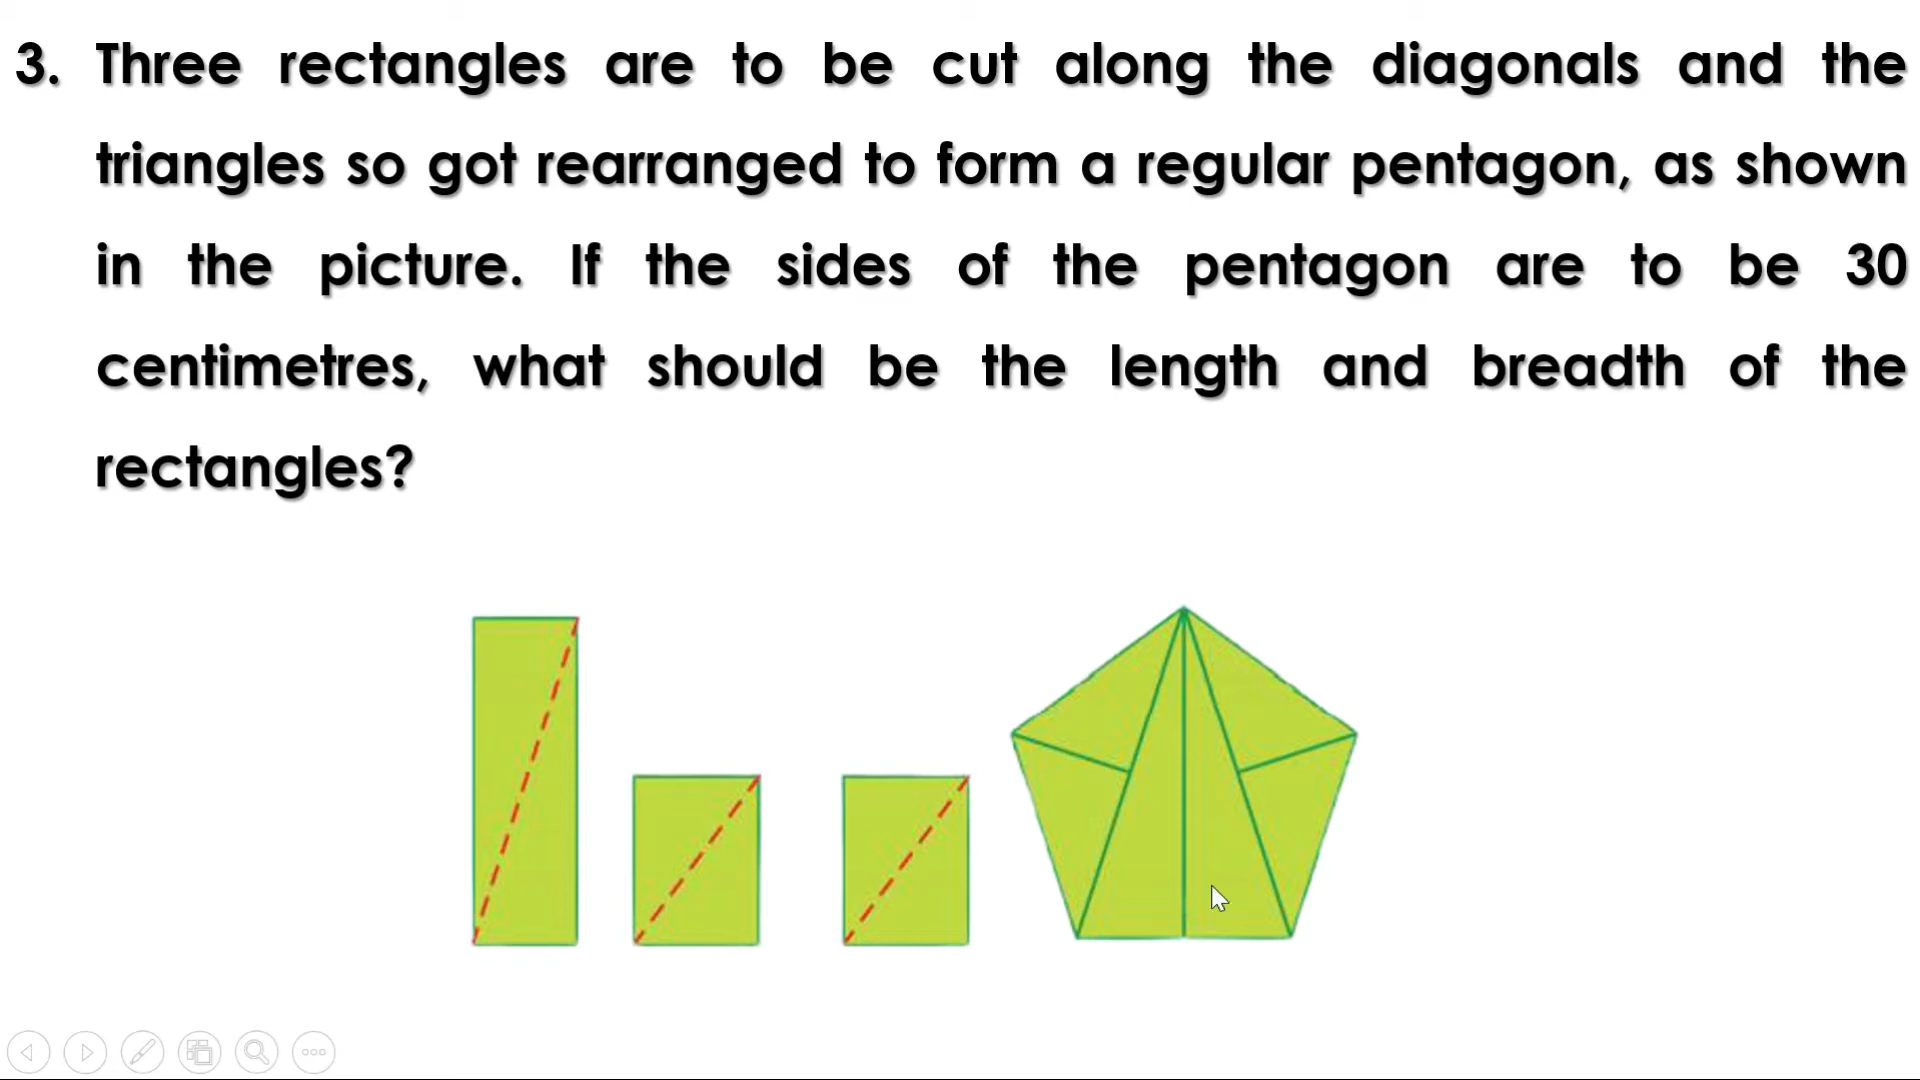 3. Three rectangles are to be cut along the diagonals and the
triangles so got rearranged to form a regular pentagon, as shown
in the picture. If the sides of the pentagon are to be 30
centimetres, what should be the length and breadth of the
rectangles?